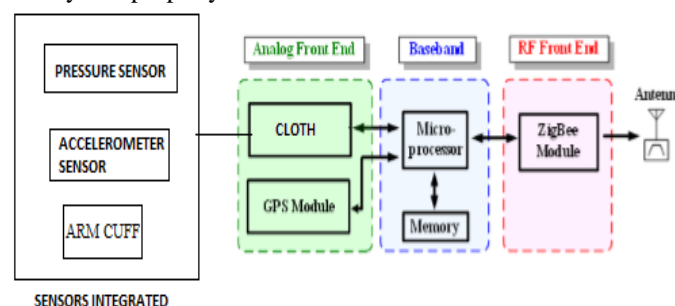 PRESSURE SENSOR
ACCELEROMETER
SENSOR
ARM CUFF
SENSORS INTEGRATED
Analog Front End
CLOTH
GPS Module
Baseband
Micro-
processor
Memory
RF Front End
ZigBee
Module
Antenn